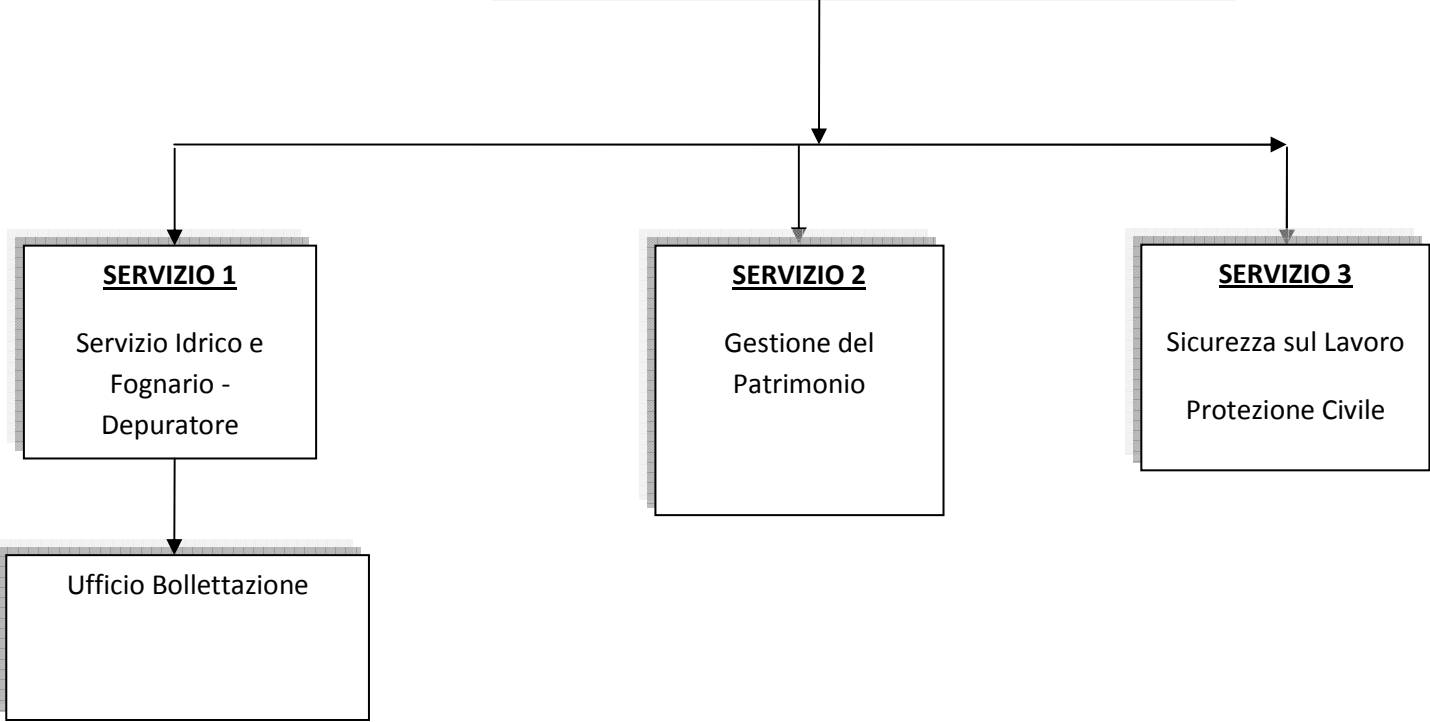 SERVIZIO 1
Servizio Idrico e
Fognario -
Depuratore
SERVIZIO 2
Gestione del
Patrimonio
SERVIZIO 3
Sicurezza sul Lavoro
Protezione Civile
Ufficio Bollettazione